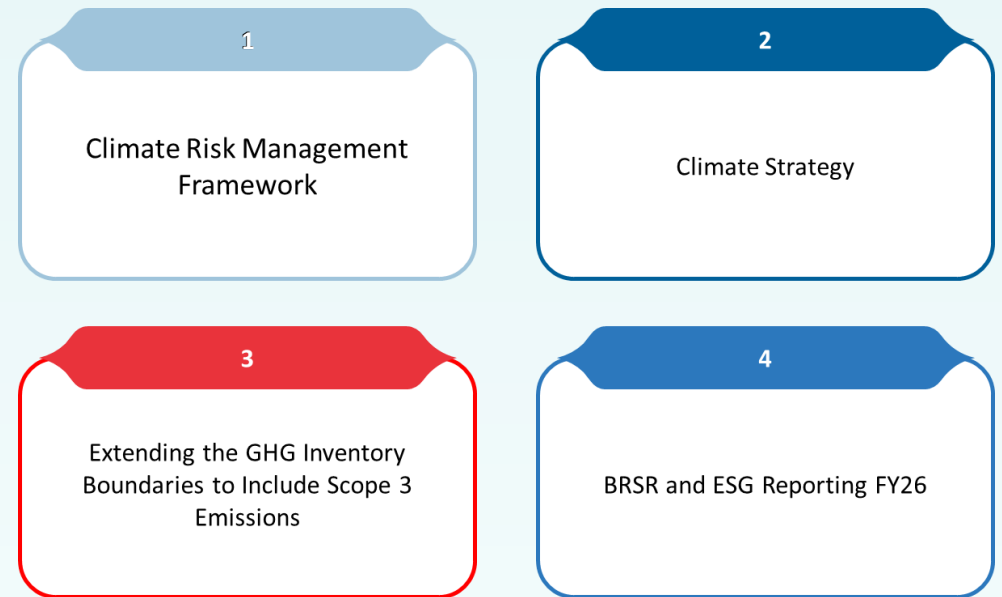 1
Climate Risk Management
Framework
2
Climate Strategy
3
Extending the GHG Inventory
Boundaries to Include Scope 3
Emissions
4
BRSR and ESG Reporting FY26